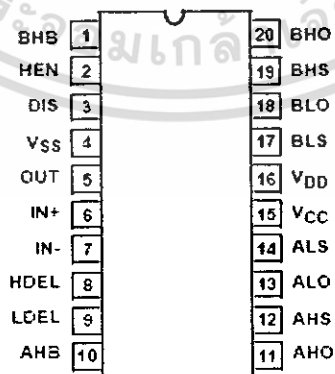 BHB 1 20 BHO
HEN 2 19 BHS
DIS 3 18 BLO
VSS 4 17 BLS
OUT 5 16 VDD
IN+ 6 15 VCC
IN- 7 14 ALS
HDEL 8 13 ALO
LDEL 9 12 AHS
AHB 10 11 AHO